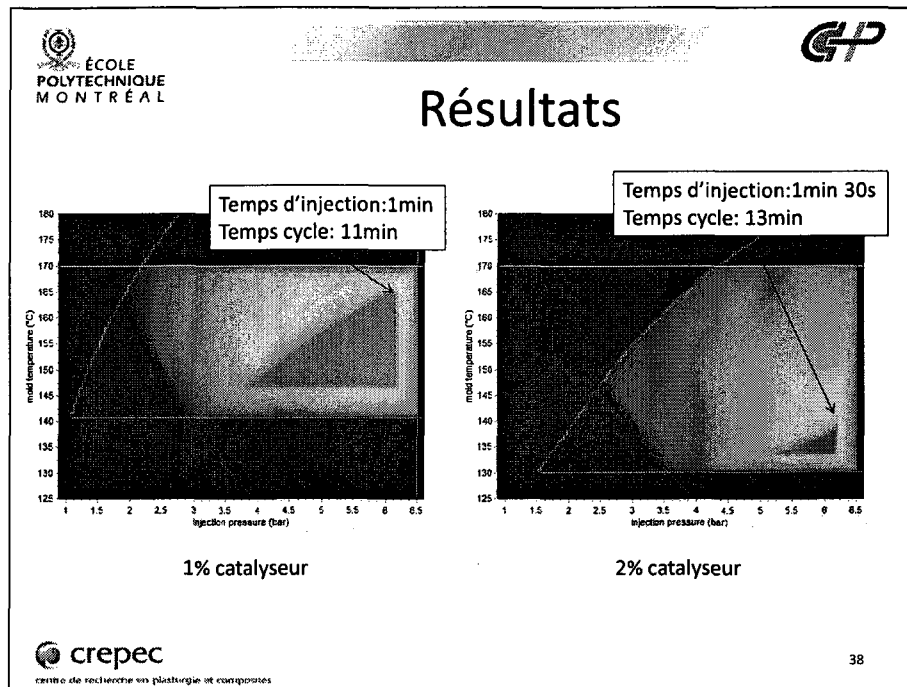 ÉCOLE
POLYTECHNIQUE
MONTRÉAL
Résultats
Temps d'injection:1min
Temps cycle: 11min
180
175
170
165
160
155
150
145
140
135
130
125
mold temperature (°C)
1 1.5 2 2.5 3 3.5 4 4.5 5 5.5 6 6.5
injection pressure (bar)
1% catalyseur
Temps d'injection:1min 30s
Temps cycle: 13min
180
175
170
165
160
155
150
145
140
135
130
125
mold temperature (°C)
1 1.5 2 2.5 3 3.5 4 4.5 5 5.5 6 6.5
injection pressure (bar)
2% catalyseur
crepec
centre de recherche en plasturgie et composites
38